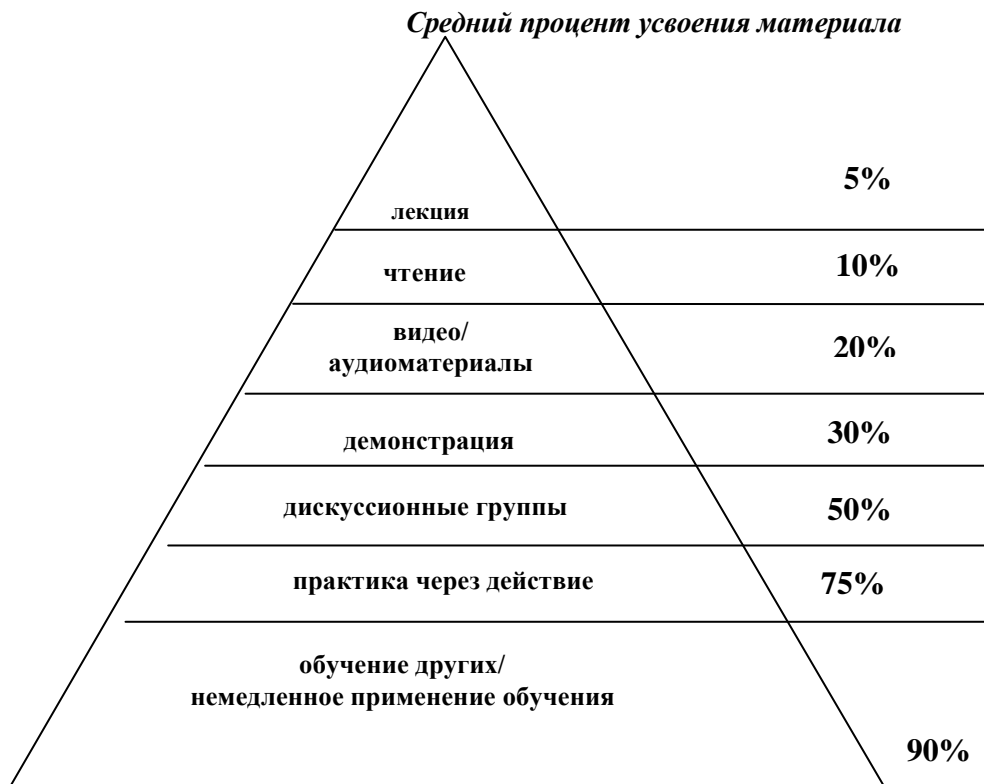 Средний процент усвоения материала
5%
лекция
10%
чтение
видео/
аудиоматериалы
20%
30%
демонстрация
дискуссионные группы
50%
практика через действие
75%
обучение других/
немедленное применение обучения
90%